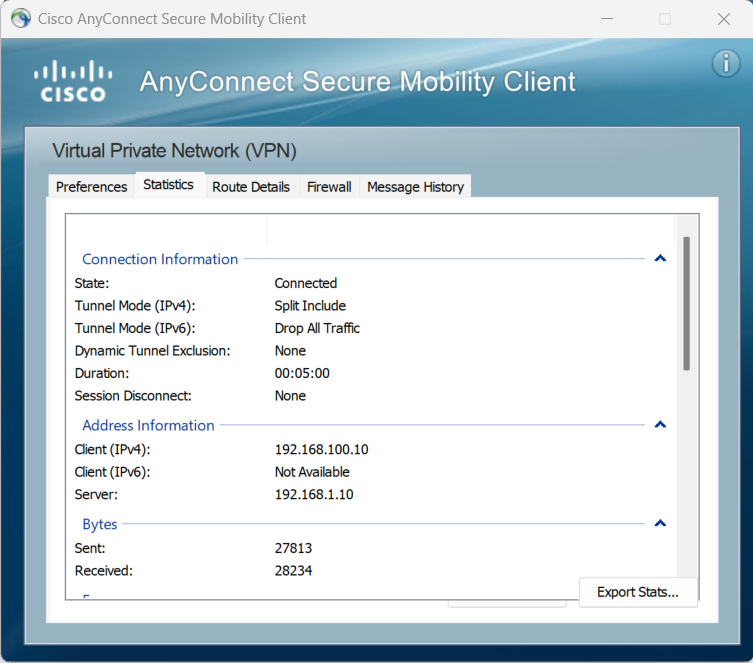 Cisco AnyConnect Secure Mobility Client
CISCO
AnyConnect Secure Mobility Client
Virtual Private Network (VPN)
Preferences Statistics Route Details Firewall Message History
Connection Information
State: Connected
Tunnel Mode (IPv4): Split Include
Tunnel Mode (IPv6): Drop All Traffic
Dynamic Tunnel Exclusion: None
Duration: 00:05:00
Session Disconnect: None
Address Information
Client (IPv4): 192.168.100.10
Client (IPv6): Not Available
Server: 192.168.1.10
Bytes
Sent: 27813
Received: 28234
Export Stats...